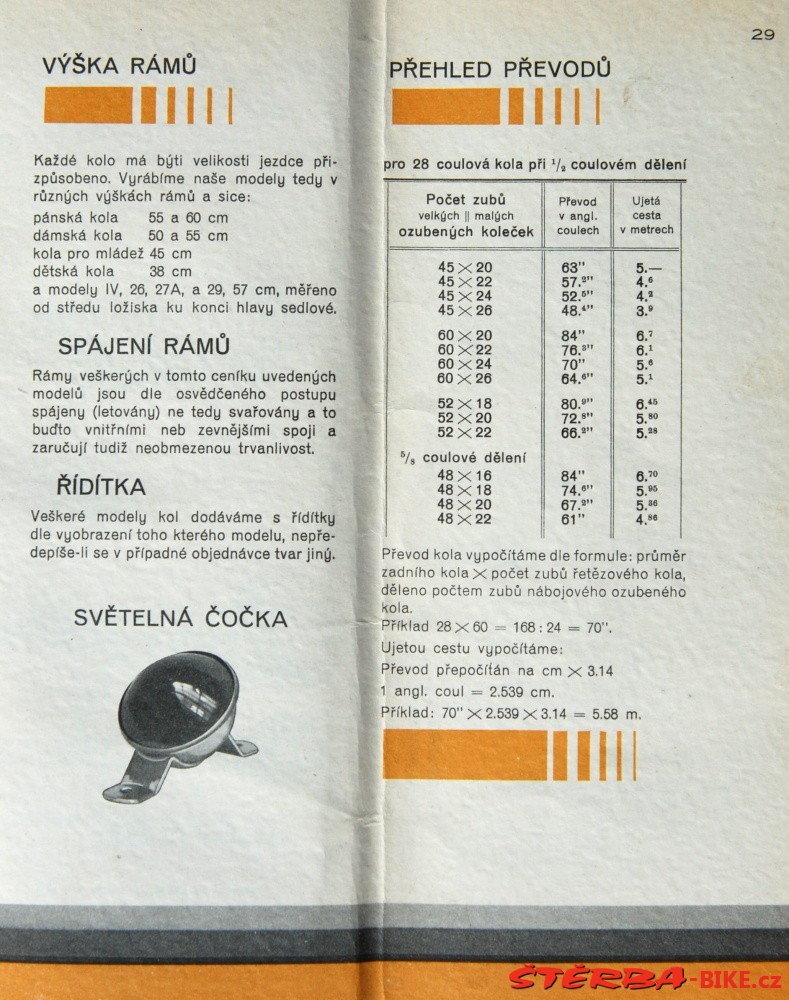 29
VÝŠKA RÁMŮ
Každé kolo má býti velikosti jezdce při-
způsobeno. Vyrábíme naše modely tedy v
různých výškách rámů a sice:
pánská kola 55 a 60 cm
dámská kola 50 a 55 cm
kola pro mládež 45 cm
dětská kola 38 cm
a modely IV, 26, 27A, a 29, 57 cm, měřeno
od středu ložiska ku konci hlavy sedlové.
SPÁJENÍ RÁMŮ
Rámy veškerých v tomto ceníku uvedených
modelů jsou dle osvědčeného postupu
spájeny (letovány) ne tedy svařovány a to
buďto vnitřními neb zevnějšími spoji a
zaručují tudiž neobmezenou trvanlivost.
ŘÍDÍTKA
Veškeré modely kol dodáváme s řídítky
dle vyobrazení toho kterého modelu, nepře-
depíše-li se v případné objednávce tvar jiný.
SVĚTELNÁ ČOČKA
PŘEHLED PŘEVODŮ
pro 28 coulová kola při ¹/₂ coulovém dělení
Počet zubů velkých || malých ozubených koleček | Převod v angl. coulech | Ujetá cesta v metrech
45 × 20 63" 5.—
45 × 22 57.²" 4.⁶
45 × 24 52.⁵" 4.²
45 × 26 48.⁴" 3.⁹
60 × 20 84" 6.⁷
60 × 22 76.³" 6.¹
60 × 24 70" 5.⁶
60 × 26 64.⁶" 5.¹
52 × 18 80.⁹" 6.⁴⁵
52 × 20 72.⁸" 5.⁸⁰
52 × 22 66.²" 5.²⁸
⁵/₈ coulové dělení
48 × 16 84" 6.⁷⁰
48 × 18 74.⁶" 5.⁹⁵
48 × 20 67.²" 5.³⁶
48 × 22 61" 4.⁸⁶
Převod kola vypočítáme dle formule: průměr
zadního kola × počet zubů řetězového kola,
děleno počtem zubů nábojového ozubeného
kola.
Příklad 28 × 60 = 168 : 24 = 70".
Ujetou cestu vypočítáme:
Převod přepočítán na cm × 3.14
1 angl. coul = 2.539 cm.
Příklad: 70" × 2.539 × 3.14 = 5.58 m.
ŠTĚRBA-BIKE.cz